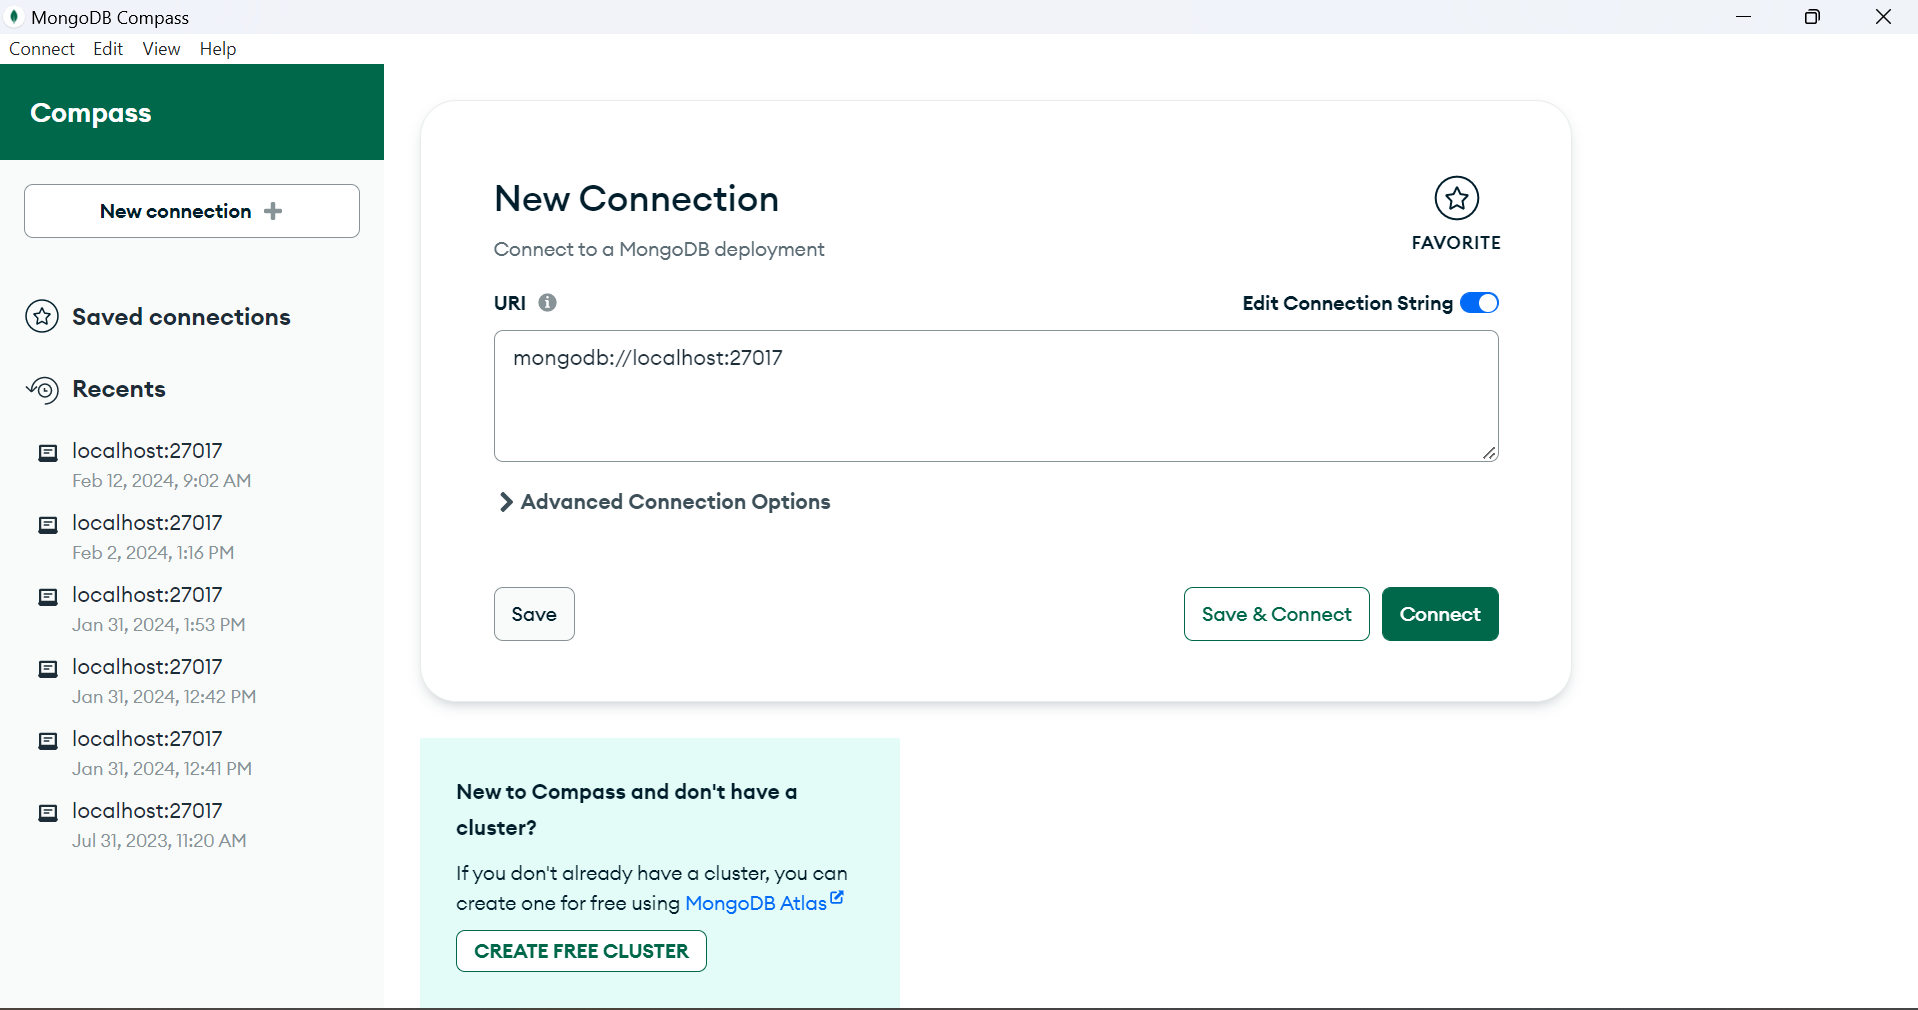 MongoDB Compass
Connect Edit View Help
Compass
New connection
Saved connections
Recents
localhost:27017
Feb 12, 2024, 9:02 AM
localhost:27017
Feb 2, 2024, 1:16 PM
localhost:27017
Jan 31, 2024, 1:53 PM
localhost:27017
Jan 31, 2024, 12:42 PM
localhost:27017
Jan 31, 2024, 12:41 PM
localhost:27017
Jul 31, 2023, 11:20 AM
New Connection
FAVORITE
Connect to a MongoDB deployment
URI
Edit Connection String
mongodb://localhost:27017
Advanced Connection Options
Save
Save & Connect
Connect
New to Compass and don't have a
cluster?
If you don't already have a cluster, you can
create one for free using MongoDB Atlas
CREATE FREE CLUSTER